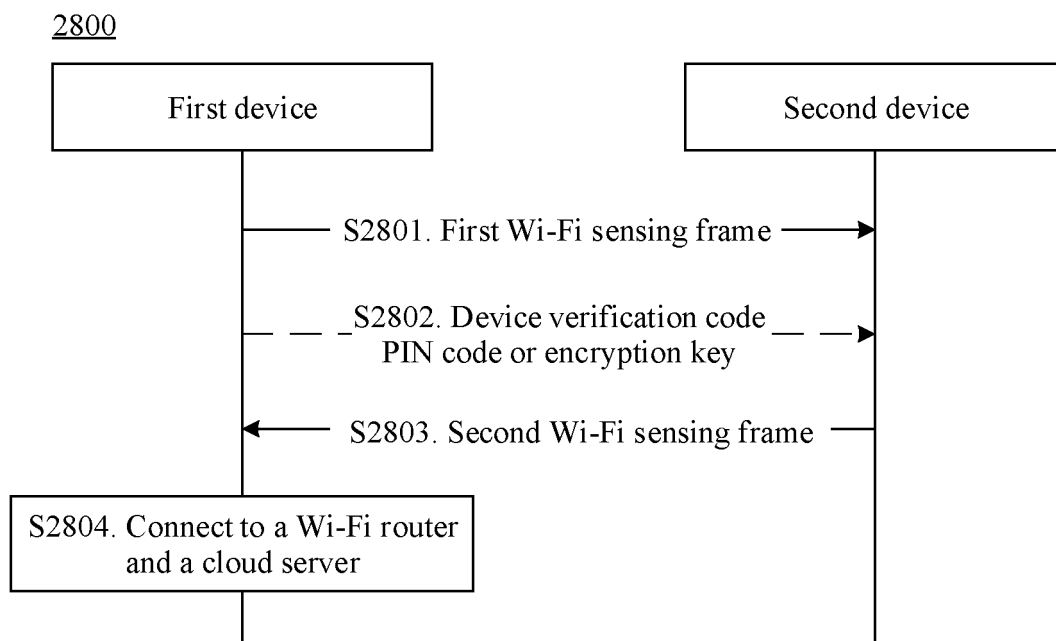 2800
First device
Second device
S2801. First Wi-Fi sensing frame
S2802. Device verification code
PIN code or encryption key
S2803. Second Wi-Fi sensing frame
S2804. Connect to a Wi-Fi router
and a cloud server